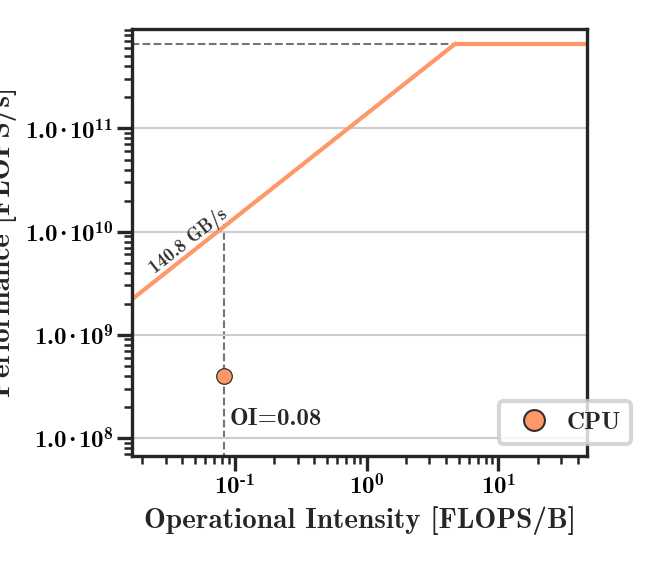 Performance [FLOPS/s]
1.0·10¹¹
1.0·10¹⁰
1.0·10⁹
1.0·10⁸
140.8 GB/s
OI=0.08
CPU
10⁻¹
10⁰
10¹
Operational Intensity [FLOPS/B]